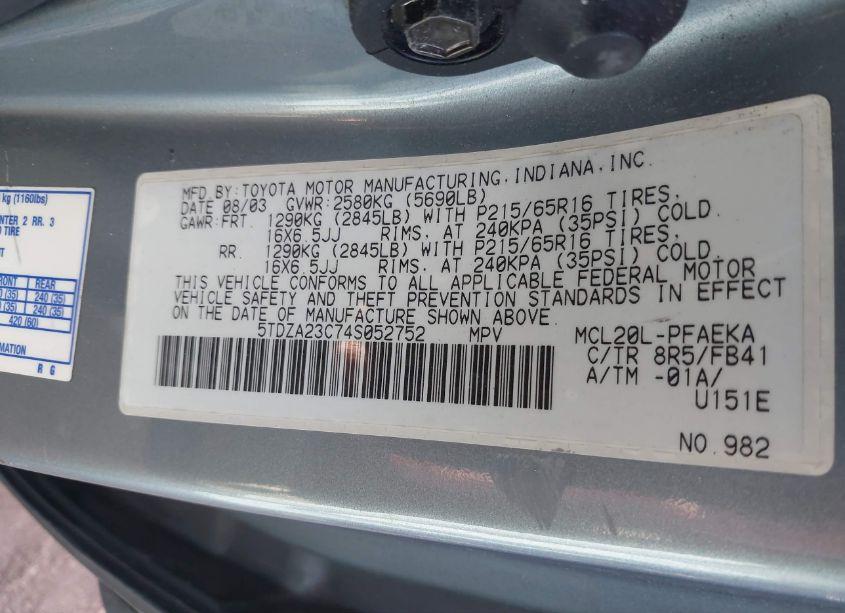 kg (1160lbs)
NTER 2 RR. 3
TIRE
RONT REAR
(35) 240 (35)
(35) 240 (35)
420 (60)
R G
MFD.BY:TOYOTA MOTOR MANUFACTURING,INDIANA,INC.
DATE 08/03 GVWR:2580KG (5690LB)
GAWR:FRT. 1290KG (2845LB) WITH P215/65R16 TIRES,
16X6.5JJ RIMS, AT 240KPA (35PSI) COLD.
RR. 1290KG (2845LB) WITH P215/65R16 TIRES,
16X6.5JJ RIMS, AT 240KPA (35PSI) COLD.
THIS VEHICLE CONFORMS TO ALL APPLICABLE FEDERAL MOTOR
VEHICLE SAFETY AND THEFT PREVENTION STANDARDS IN EFFECT
ON THE DATE OF MANUFACTURE SHOWN ABOVE.
5TDZA23C74S052752 MPV MCL20L-PFAEKA
C/TR 8R5/FB41
A/TM -01A/
U151E
NO.982